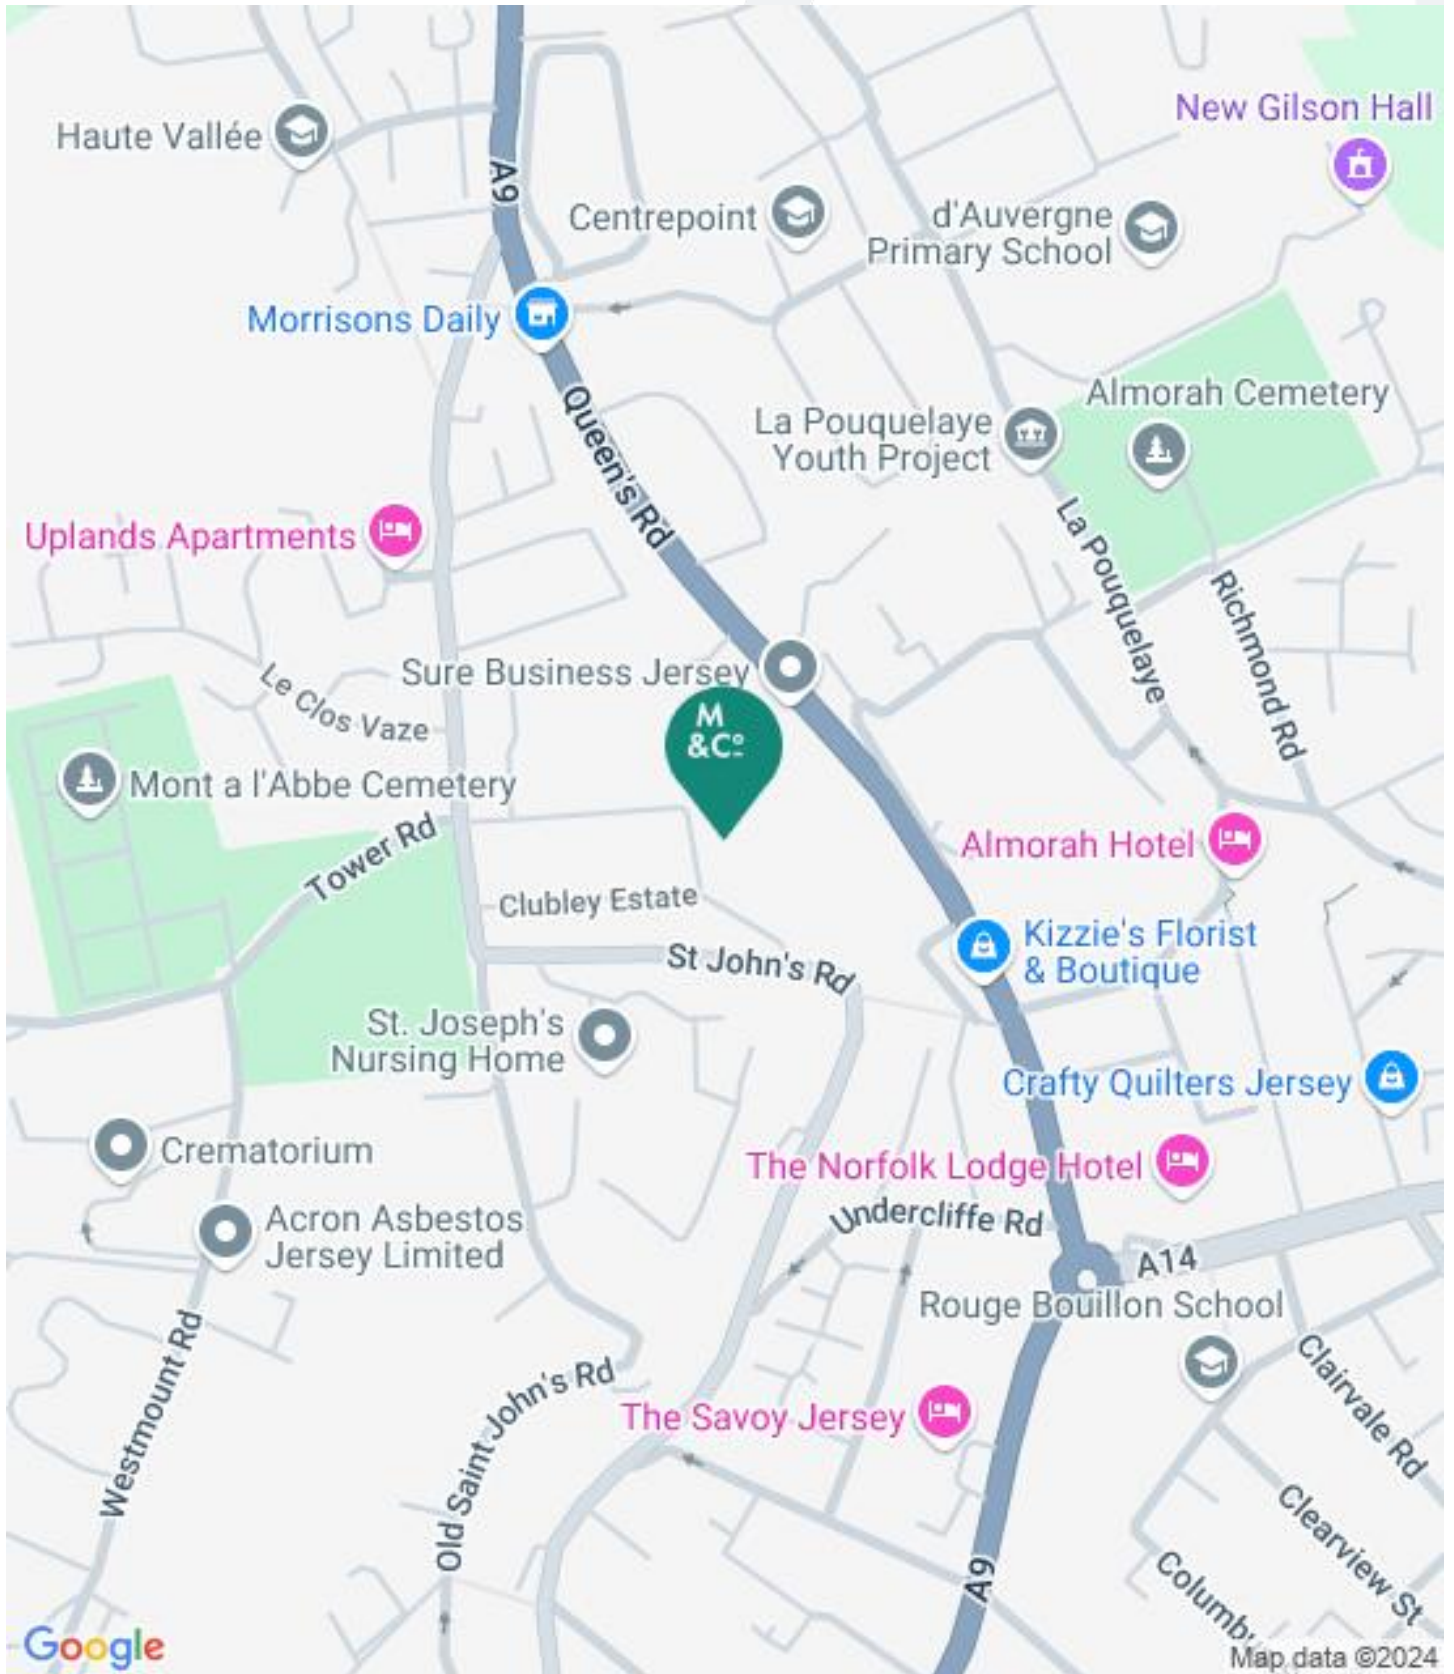 New Gilson Hall
Haute Vallée
A9
Centrepoint
d'Auvergne
Primary School
Morrisons Daily
Queen's Rd
Almorah Cemetery
La Pouquelaye
Youth Project
Uplands Apartments
La Pouquelaye
Richmond Rd
Sure Business Jersey
Le Clos Vaze
M
&Cº
Mont a l'Abbe Cemetery
Tower Rd
Almorah Hotel
Clubley Estate
Kizzie's Florist
& Boutique
St John's Rd
St. Joseph's
Nursing Home
Crafty Quilters Jersey
Crematorium
The Norfolk Lodge Hotel
Acron Asbestos
Jersey Limited
Undercliffe Rd
A14
Rouge Bouillon School
Westmount Rd
Old Saint John's Rd
The Savoy Jersey
Clairvale Rd
Clearview St
A9
Columb
Google
Map data ©2024